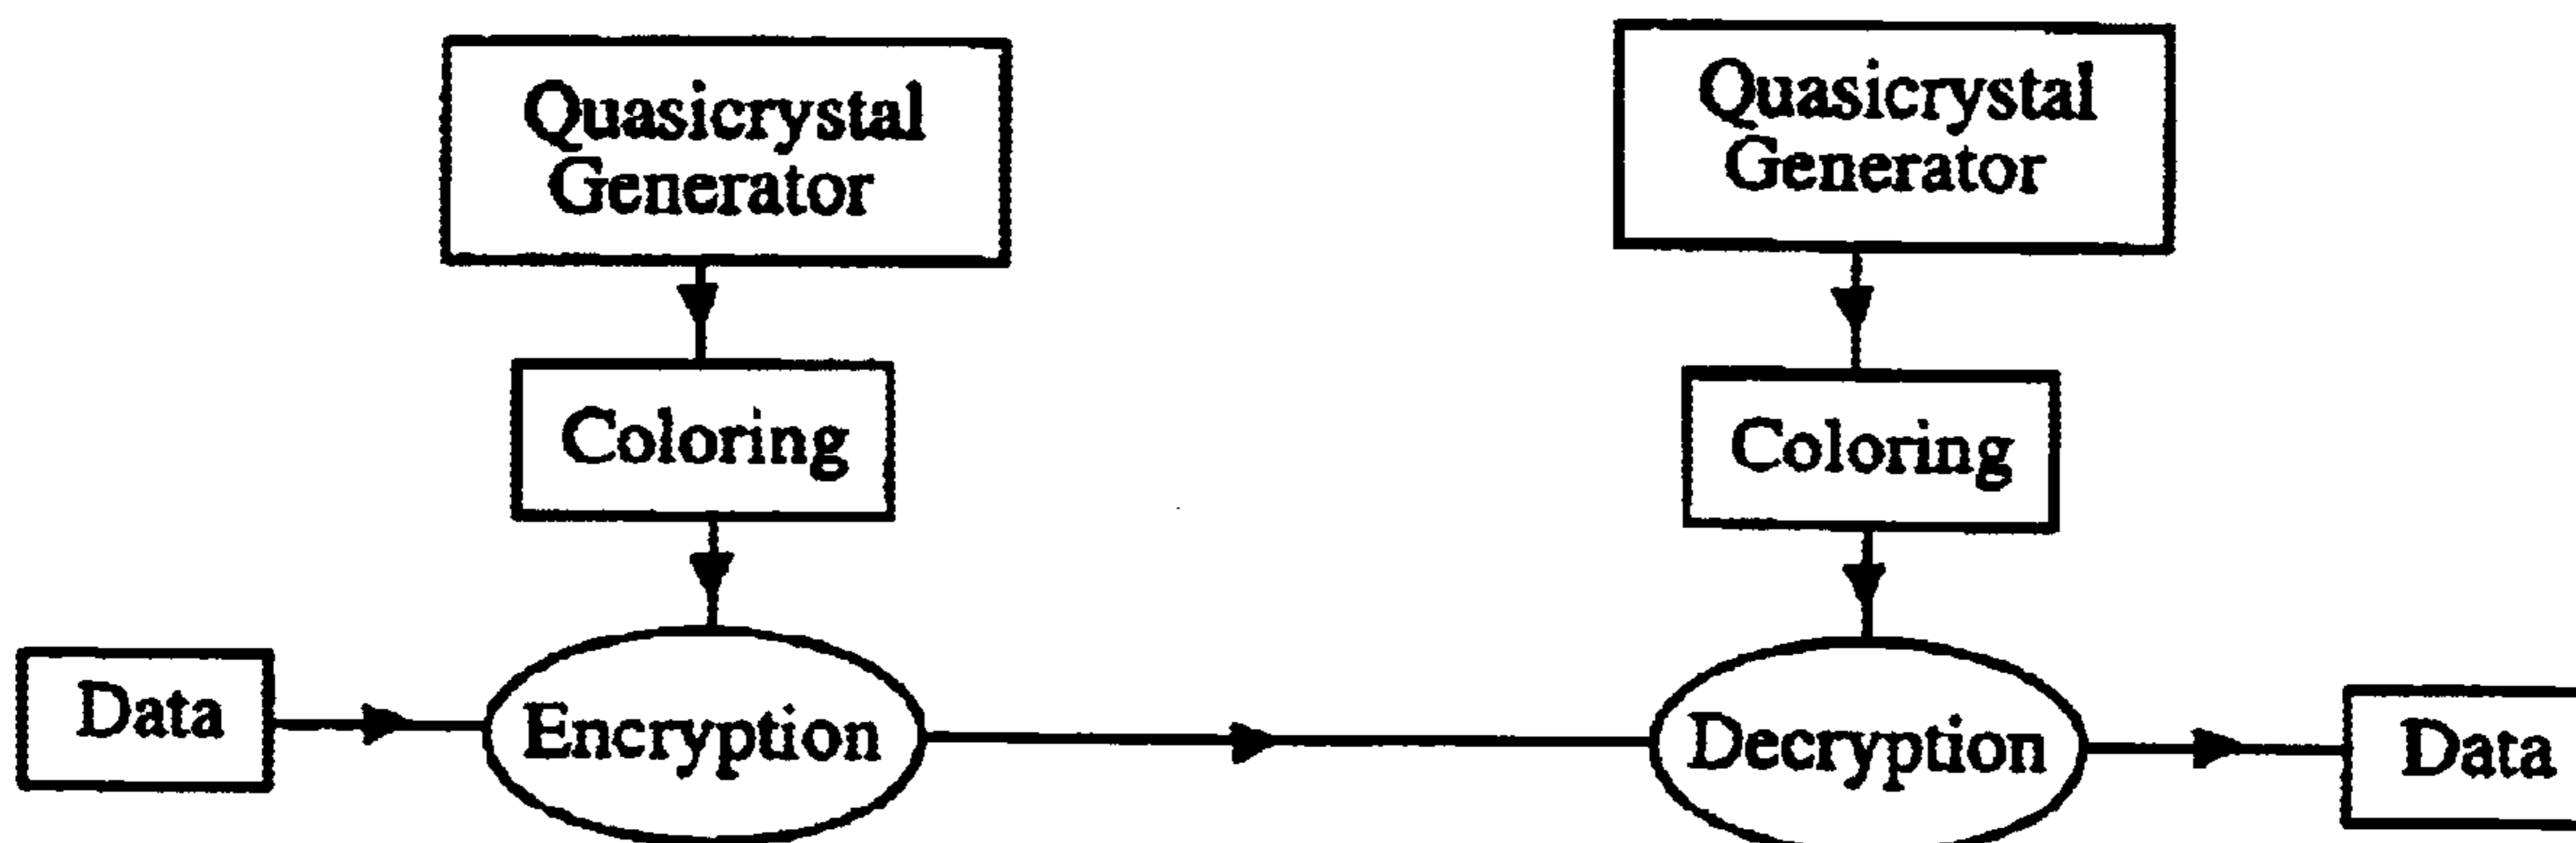 Quasicrystal
Generator
Quasicrystal
Generator
Coloring
Coloring
Data
Encryption
Decryption
Data